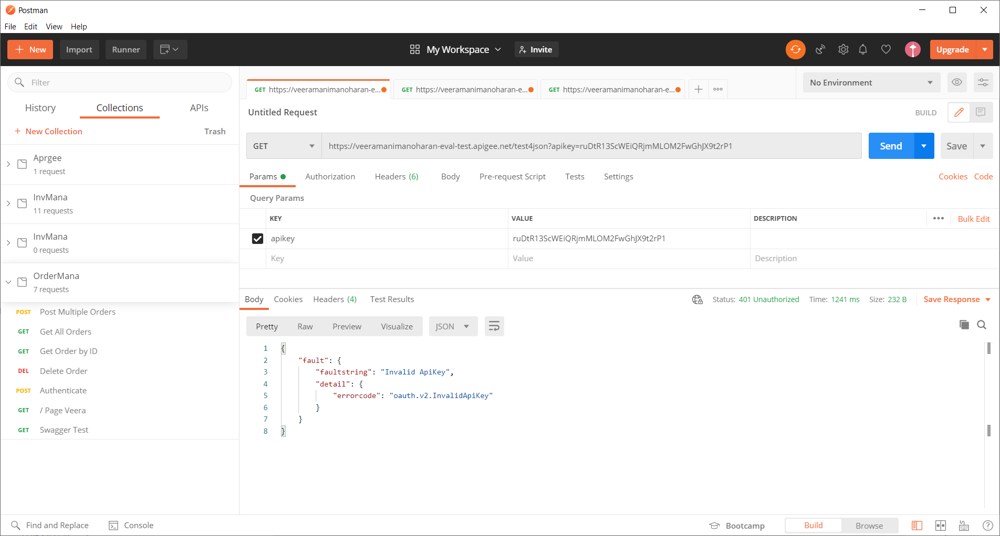 Postman
File Edit View Help
New Import Runner My Workspace Invite Upgrade
Filter
History Collections APIs
+ New Collection Trash
Aprgee
1 request
InvMana
11 requests
InvMana
0 requests
OrderMana
7 requests
POST Post Multiple Orders
GET Get All Orders
GET Get Order by ID
DEL Delete Order
POST Authenticate
GET / Page Veera
GET Swagger Test
GET https://veeramanimanoharan-e... GET https://veeramanimanoharan-e... GET https://veeramanimanoharan-e... No Environment
Untitled Request BUILD
GET https://veeramanimanoharan-eval-test.apigee.net/test4json?apikey=ruDtR13ScWEiQRjmMLOM2FwGhJX9t2rP1 Send Save
Params Authorization Headers (6) Body Pre-request Script Tests Settings Cookies Code
Query Params
KEY VALUE DESCRIPTION Bulk Edit
apikey ruDtR13ScWEiQRjmMLOM2FwGhJX9t2rP1
Key Value Description
Body Cookies Headers (4) Test Results Status: 401 Unauthorized Time: 1241 ms Size: 232 B Save Response
Pretty Raw Preview Visualize JSON
1 {
2 "fault": {
3 "faultstring": "Invalid ApiKey",
4 "detail": {
5 "errorcode": "oauth.v2.InvalidApiKey"
6 }
7 }
8 }
Find and Replace Console Bootcamp Build Browse